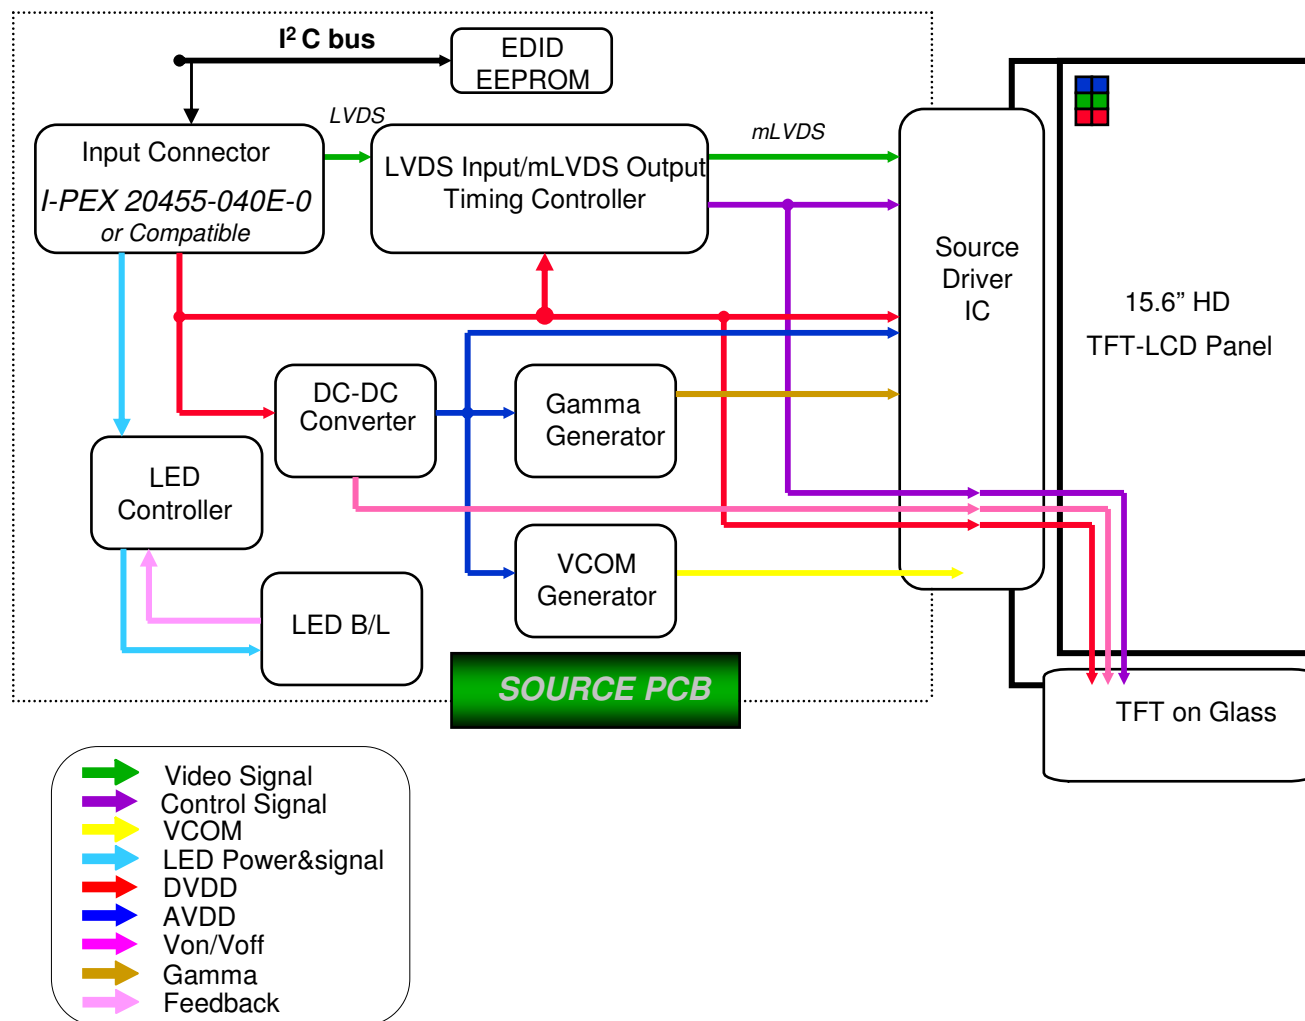 I² C bus
EDID
EEPROM
LVDS
mLVDS
Input Connector
I-PEX 20455-040E-0
or Compatible
LVDS Input/mLVDS Output
Timing Controller
Source
Driver
IC
15.6” HD
TFT-LCD Panel
DC-DC
Converter
Gamma
Generator
LED
Controller
VCOM
Generator
LED B/L
SOURCE PCB
TFT on Glass
Video Signal
Control Signal
VCOM
LED Power&signal
DVDD
AVDD
Von/Voff
Gamma
Feedback